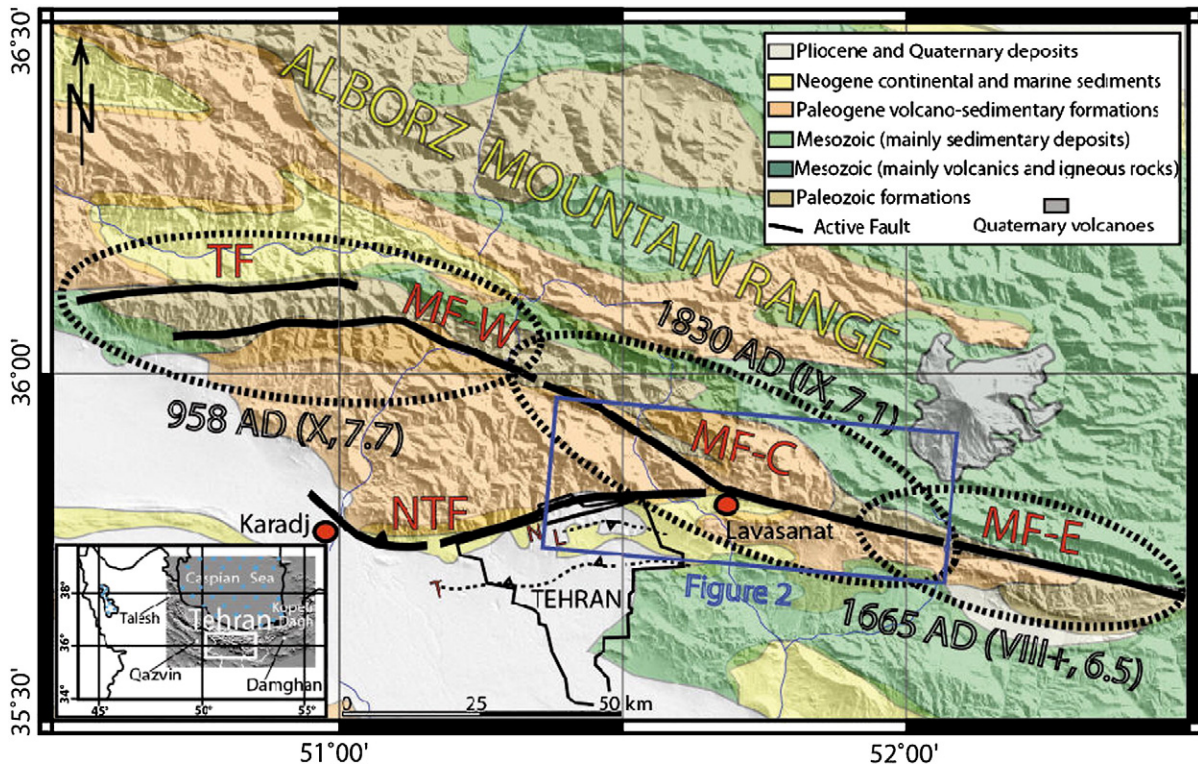 36°30'
36°00'
35°30'
51°00'
52°00'
N
ALBORZ MOUNTAIN RANGE
Pliocene and Quaternary deposits
Neogene continental and marine sediments
Paleogene volcano-sedimentary formations
Mesozoic (mainly sedimentary deposits)
Mesozoic (mainly volcanics and igneous rocks)
Paleozoic formations
Active Fault
Quaternary volcanoes
TF
MF-W
1830 AD (IX, 7.1)
958 AD (X, 7.7)
MF-C
NTF
Karadj
Lavasanat
MF-E
N
L
T
TEHRAN
Figure 2
1665 AD (VIII+, 6.5)
0
25
50 km
Caspian Sea
38°
Talesh
Kopeh
Dagh
Tehran
36°
Qazvin
Damghan
34°
45°
50°
55°